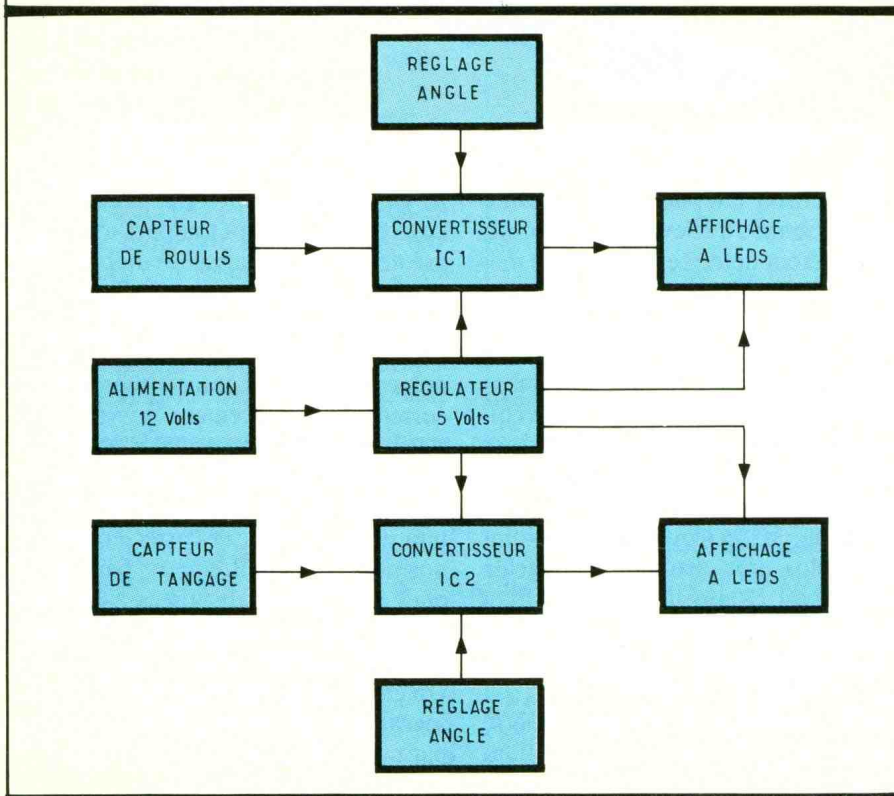 REGLAGE
ANGLE
CAPTEUR
DE ROULIS
CONVERTISSEUR
IC1
AFFICHAGE
A LEDS
ALIMENTATION
12 Volts
REGULATEUR
5 Volts
CAPTEUR
DE TANGAGE
CONVERTISSEUR
IC2
AFFICHAGE
A LEDS
REGLAGE
ANGLE